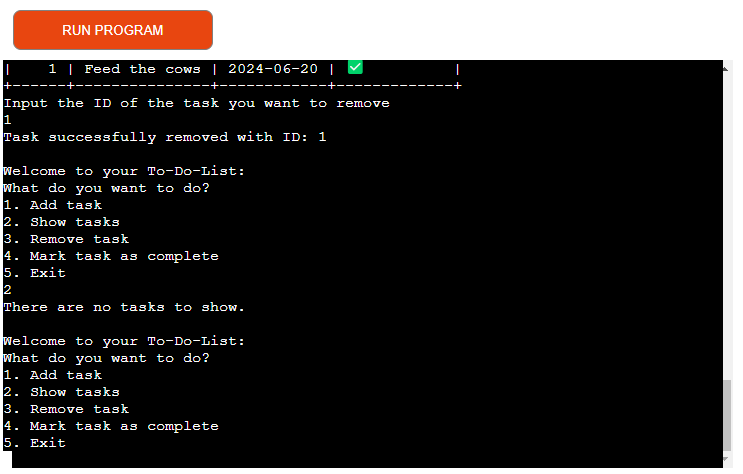 RUN PROGRAM
|    1 | Feed the cows | 2024-06-20 | ✅          |
+------+---------------+------------+-------------+
Input the ID of the task you want to remove
1
Task successfully removed with ID: 1
Welcome to your To-Do-List:
What do you want to do?
1. Add task
2. Show tasks
3. Remove task
4. Mark task as complete
5. Exit
2
There are no tasks to show.
Welcome to your To-Do-List:
What do you want to do?
1. Add task
2. Show tasks
3. Remove task
4. Mark task as complete
5. Exit